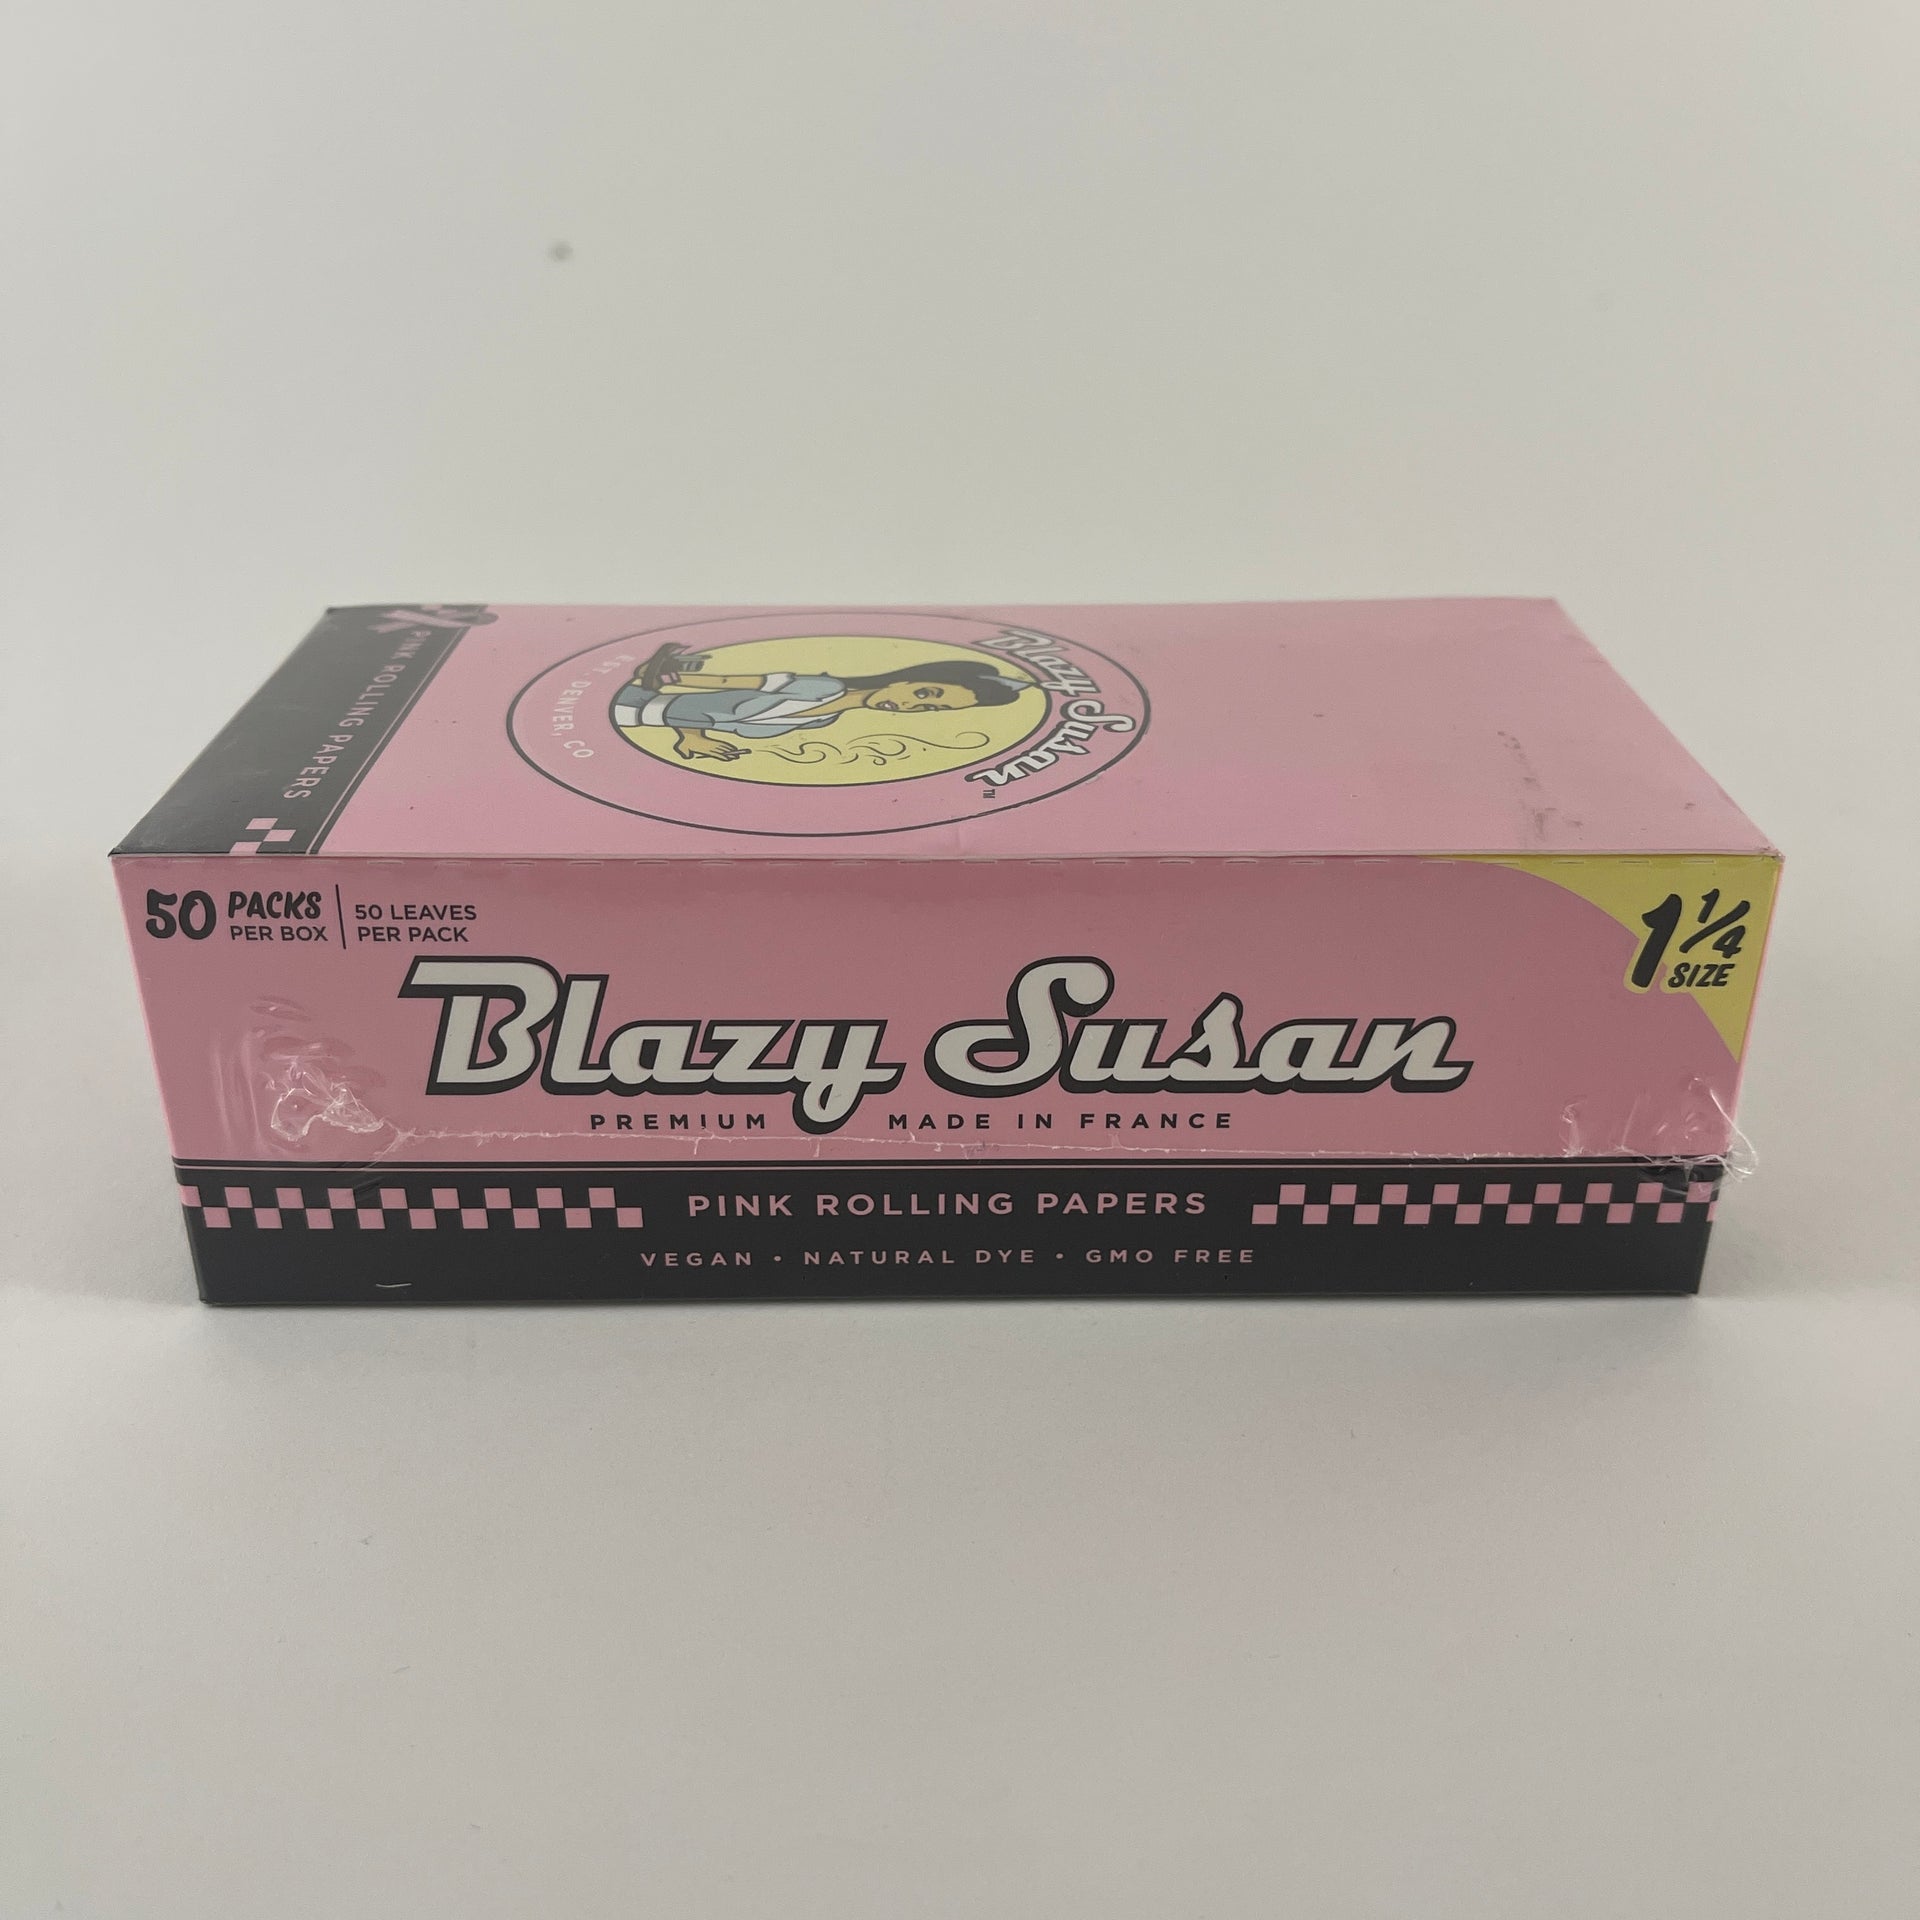 PINK ROLLING PAPERS
Blazy Susan™
EST. DENVER, CO
50 PACKS PER BOX
50 LEAVES PER PACK
1 1/4 SIZE
Blazy Susan
PREMIUM MADE IN FRANCE
PINK ROLLING PAPERS
VEGAN • NATURAL DYE • GMO FREE